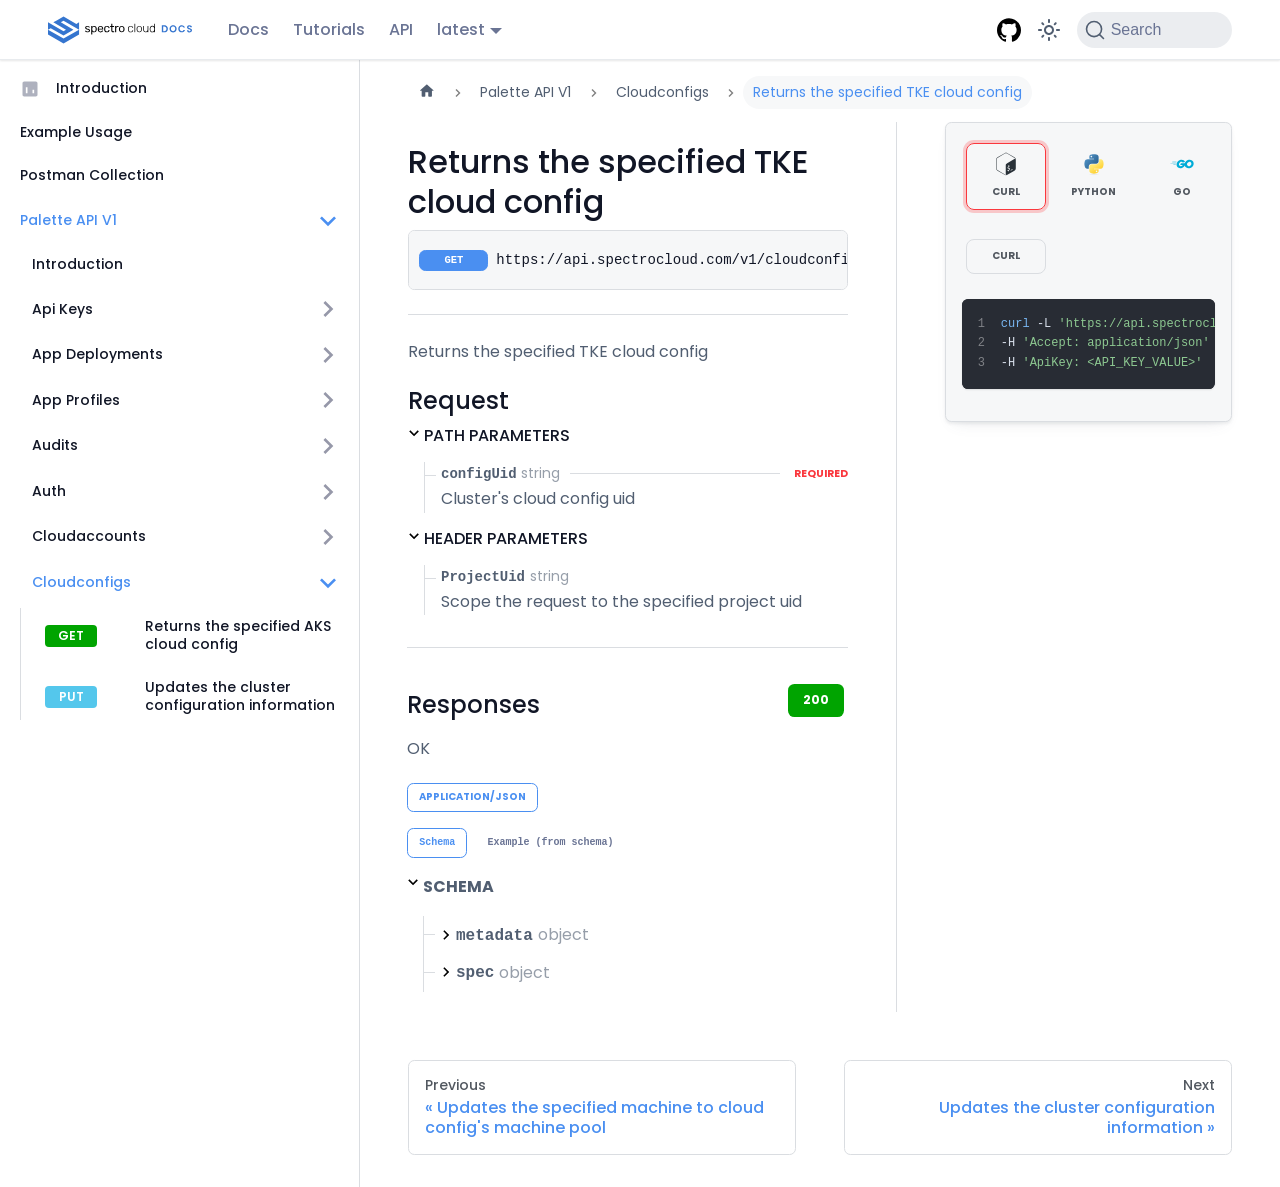 spectro cloud DOCS
Docs
Tutorials
API
latest
Search
Introduction
Example Usage
Postman Collection
Palette API V1
Introduction
Api Keys
App Deployments
App Profiles
Audits
Auth
Cloudaccounts
Cloudconfigs
GET
Returns the specified AKS
cloud config
PUT
Updates the cluster
configuration information
Palette API V1
Cloudconfigs
Returns the specified TKE cloud config
Returns the specified TKE
cloud config
GET https://api.spectrocloud.com/v1/cloudconfi
Returns the specified TKE cloud config
Request
PATH PARAMETERS
configUid string REQUIRED
Cluster's cloud config uid
HEADER PARAMETERS
ProjectUid string
Scope the request to the specified project uid
Responses
200
OK
APPLICATION/JSON
Schema
Example (from schema)
SCHEMA
metadata object
spec object
CURL
PYTHON
GO
CURL
1 curl -L 'https://api.spectrocl
2 -H 'Accept: application/json'
3 -H 'ApiKey: <API_KEY_VALUE>'
Previous
« Updates the specified machine to cloud
config's machine pool
Next
Updates the cluster configuration
information »